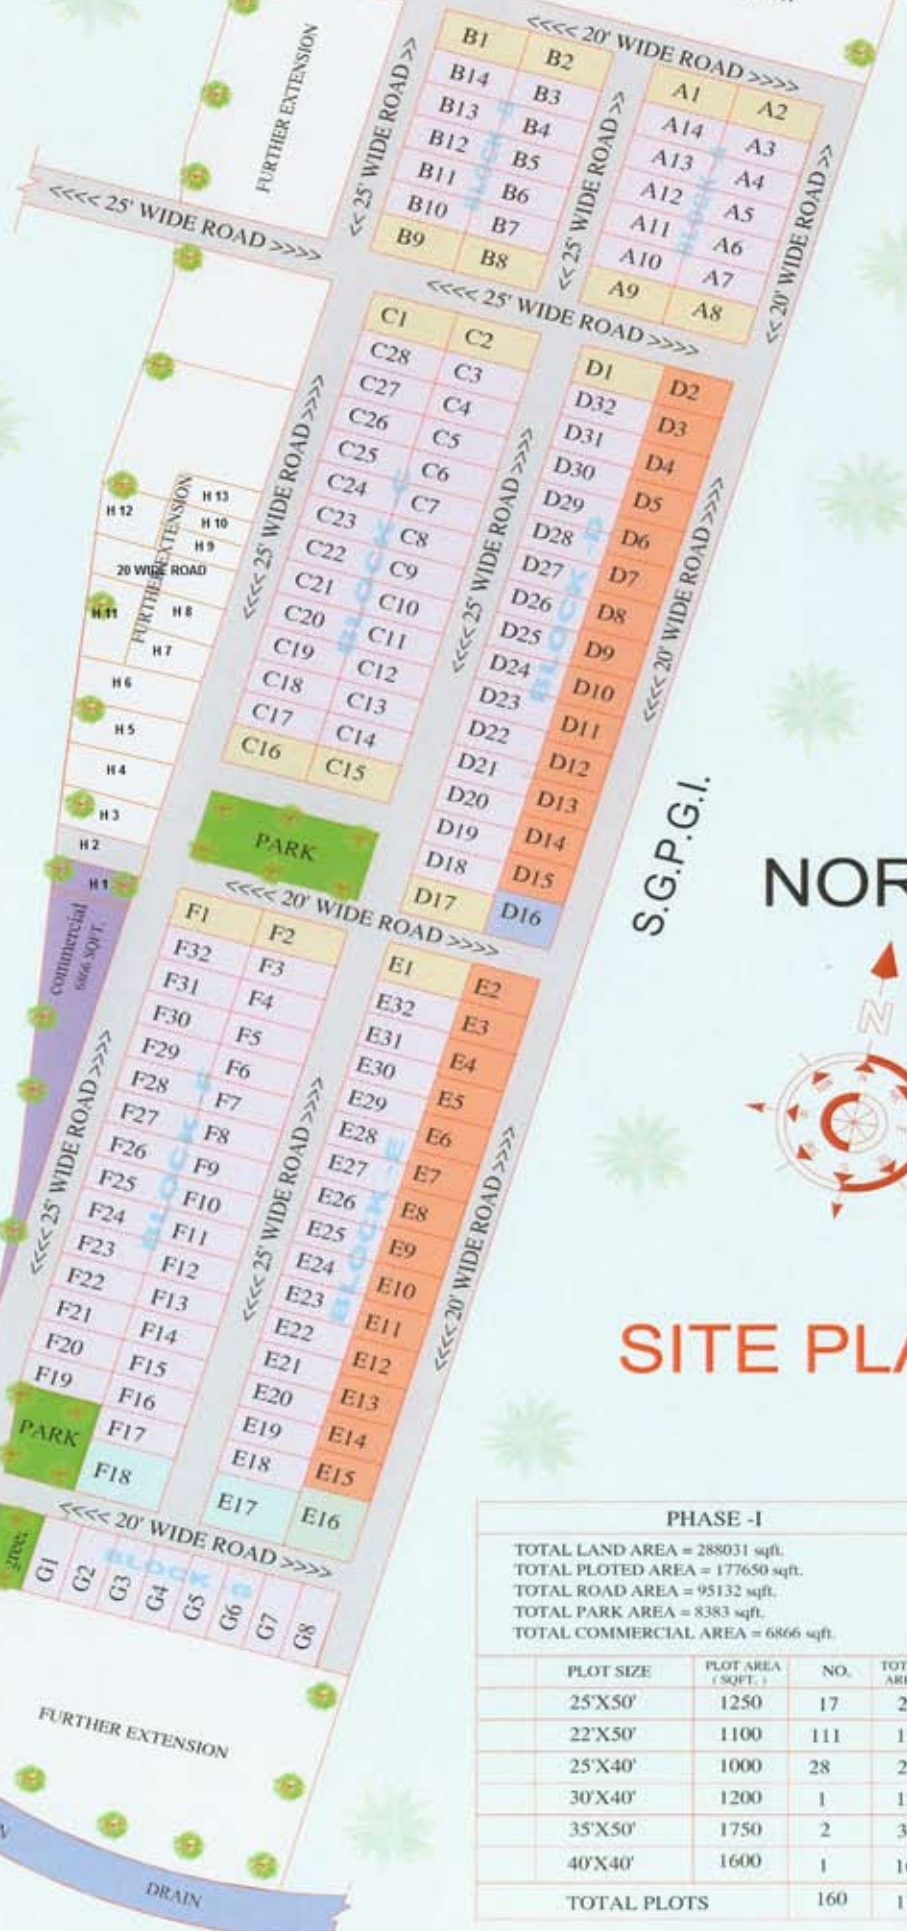 <<<< 20' WIDE ROAD >>>>
FURTHER EXTENSION
<< 25' WIDE ROAD >>
B1 B2
B14 B3
B13 B4
B12 B5
B11 B6
B10 B7
B9 B8
BLOCK - B
<< 25' WIDE ROAD >>
A1 A2
A14 A3
A13 A4
A12 A5
A11 A6
A10 A7
A9 A8
BLOCK - A
<< 20' WIDE ROAD >>
<<<< 25' WIDE ROAD >>>>
<<<< 25' WIDE ROAD >>>>
C1 C2
C28 C3
C27 C4
C26 C5
C25 C6
C24 C7
C23 C8
C22 C9
C21 C10
C20 C11
C19 C12
C18 C13
C17 C14
C16 C15
BLOCK - C
<<<< 25' WIDE ROAD >>>>
<<<< 25' WIDE ROAD >>>>
D1 D2
D32 D3
D31 D4
D30 D5
D29 D6
D28 D7
D27 D8
D26 D9
D25 D10
D24 D11
D23 D12
D22 D13
D21 D14
D20 D15
D19 D16
D18
D17
BLOCK - D
<<<< 20' WIDE ROAD >>>>
H 13
H 12
H 10
H 9
FURTHER EXTENSION
20 WIDE ROAD
H 11
H 8
H 7
H 6
H 5
H 4
H 3
H 2
H 1
commercial
6866 SQFT.
PARK
<<<< 20' WIDE ROAD >>>>
S.G.P.G.I.
NOR
N
F1 F2
F32 F3
F31 F4
F30 F5
F29 F6
F28 F7
F27 F8
F26 F9
F25 F10
F24 F11
F23 F12
F22 F13
F21 F14
F20 F15
F19 F16
F17
F18
BLOCK - F
<<<< 25' WIDE ROAD >>>>
<<<< 25' WIDE ROAD >>>>
E1 E2
E32 E3
E31 E4
E30 E5
E29 E6
E28 E7
E27 E8
E26 E9
E25 E10
E24 E11
E23 E12
E22 E13
E21 E14
E20 E15
E19 E16
E18
E17
BLOCK - E
<<<< 20' WIDE ROAD >>>>
SITE PLA
PARK
<<<< 20' WIDE ROAD >>>>
BLOCK - G
G1 G2 G3 G4 G5 G6 G7 G8
FURTHER EXTENSION
DRAIN
PHASE -I
TOTAL LAND AREA = 288031 sqft.
TOTAL PLOTED AREA = 177650 sqft.
TOTAL ROAD AREA = 95132 sqft.
TOTAL PARK AREA = 8383 sqft.
TOTAL COMMERCIAL AREA = 6866 sqft.
PLOT SIZE PLOT AREA (SQFT.) NO.
25'X50' 1250 17
22'X50' 1100 111
25'X40' 1000 28
30'X40' 1200 1
35'X50' 1750 2
40'X40' 1600 1
TOTAL PLOTS 160